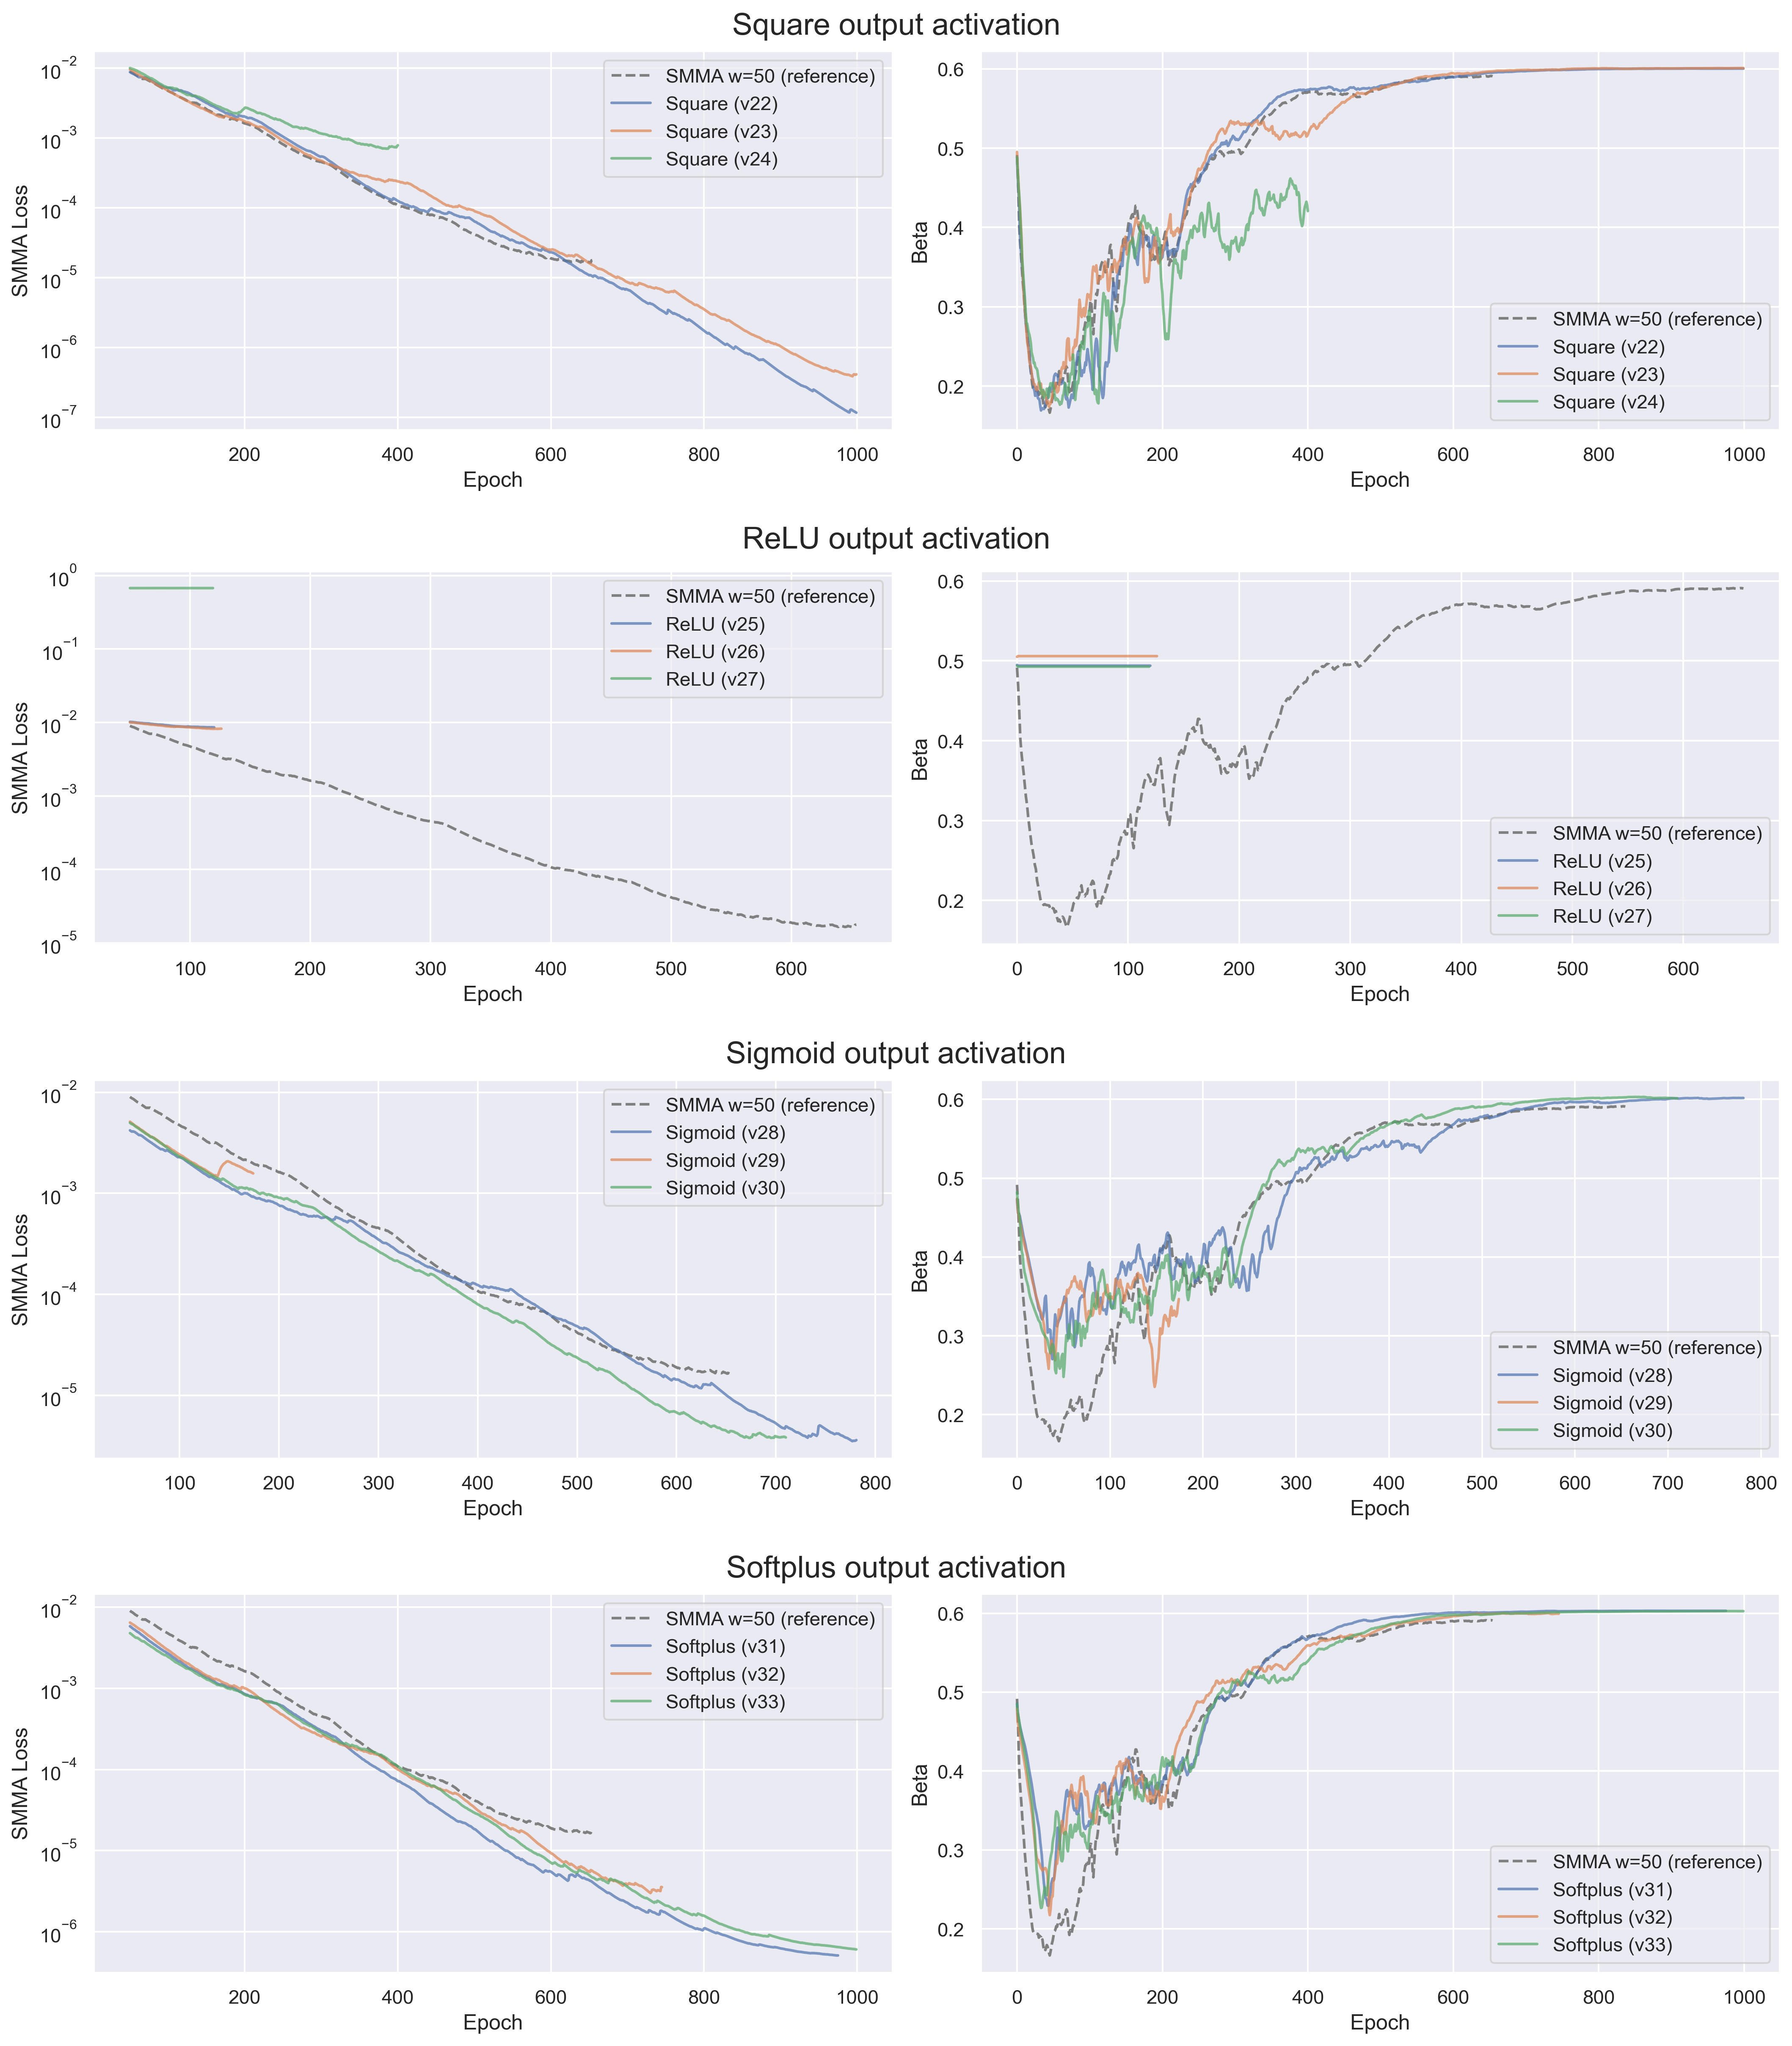 Square output activation
10^-2
10^-3
10^-4
10^-5
10^-6
10^-7
SMMA Loss
SMMA w=50 (reference)
Square (v22)
Square (v23)
Square (v24)
200 400 600 800 1000
Epoch
0.6
0.5
0.4
0.3
0.2
Beta
SMMA w=50 (reference)
Square (v22)
Square (v23)
Square (v24)
0 200 400 600 800 1000
Epoch
ReLU output activation
10^0
10^-1
10^-2
10^-3
10^-4
10^-5
SMMA Loss
SMMA w=50 (reference)
ReLU (v25)
ReLU (v26)
ReLU (v27)
100 200 300 400 500 600
Epoch
0.6
0.5
0.4
0.3
0.2
Beta
SMMA w=50 (reference)
ReLU (v25)
ReLU (v26)
ReLU (v27)
0 100 200 300 400 500 600
Epoch
Sigmoid output activation
10^-2
10^-3
10^-4
10^-5
SMMA Loss
SMMA w=50 (reference)
Sigmoid (v28)
Sigmoid (v29)
Sigmoid (v30)
100 200 300 400 500 600 700 800
Epoch
0.6
0.5
0.4
0.3
0.2
Beta
SMMA w=50 (reference)
Sigmoid (v28)
Sigmoid (v29)
Sigmoid (v30)
0 100 200 300 400 500 600 700 800
Epoch
Softplus output activation
10^-2
10^-3
10^-4
10^-5
10^-6
SMMA Loss
SMMA w=50 (reference)
Softplus (v31)
Softplus (v32)
Softplus (v33)
200 400 600 800 1000
Epoch
0.6
0.5
0.4
0.3
0.2
Beta
SMMA w=50 (reference)
Softplus (v31)
Softplus (v32)
Softplus (v33)
0 200 400 600 800 1000
Epoch